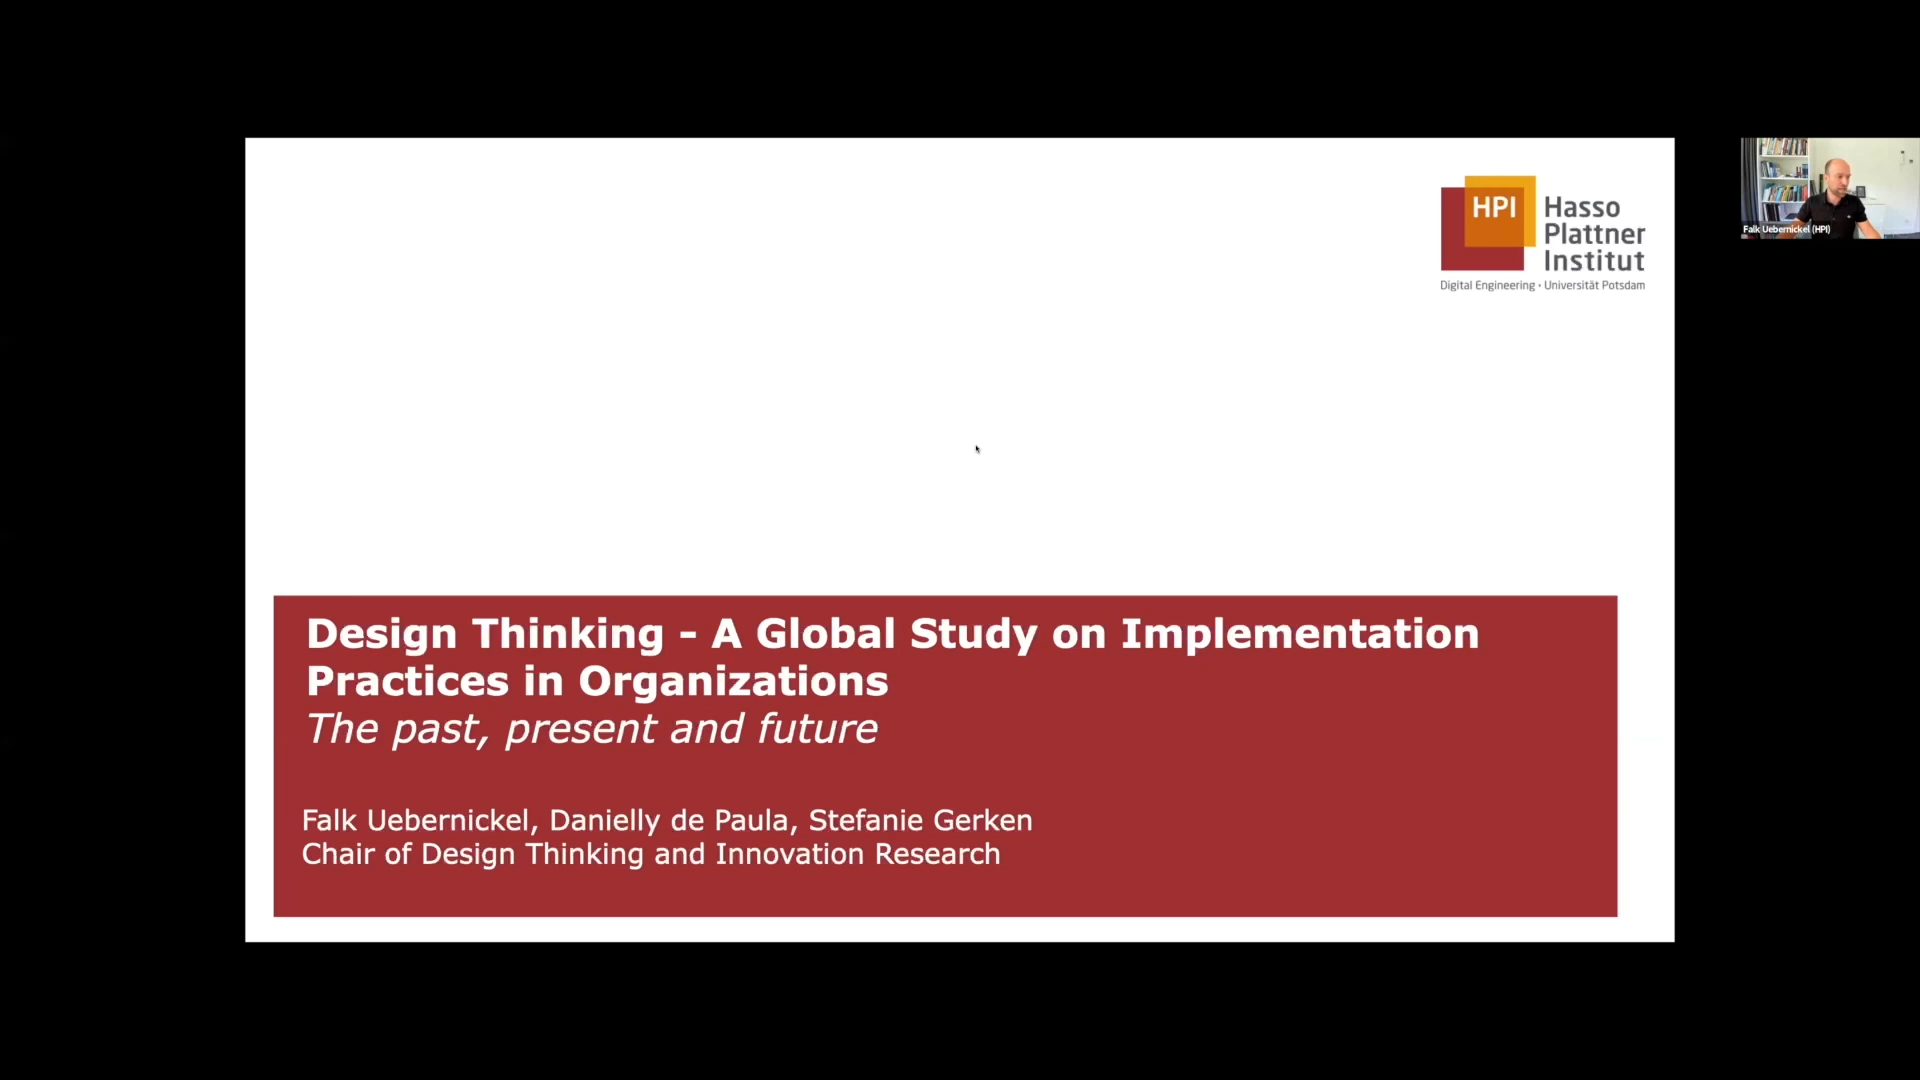 HPI
Hasso
Plattner
Institut
Digital Engineering • Universität Potsdam
Falk Uebernickel (HPI)
Design Thinking - A Global Study on Implementation
Practices in Organizations
The past, present and future
Falk Uebernickel, Danielly de Paula, Stefanie Gerken
Chair of Design Thinking and Innovation Research